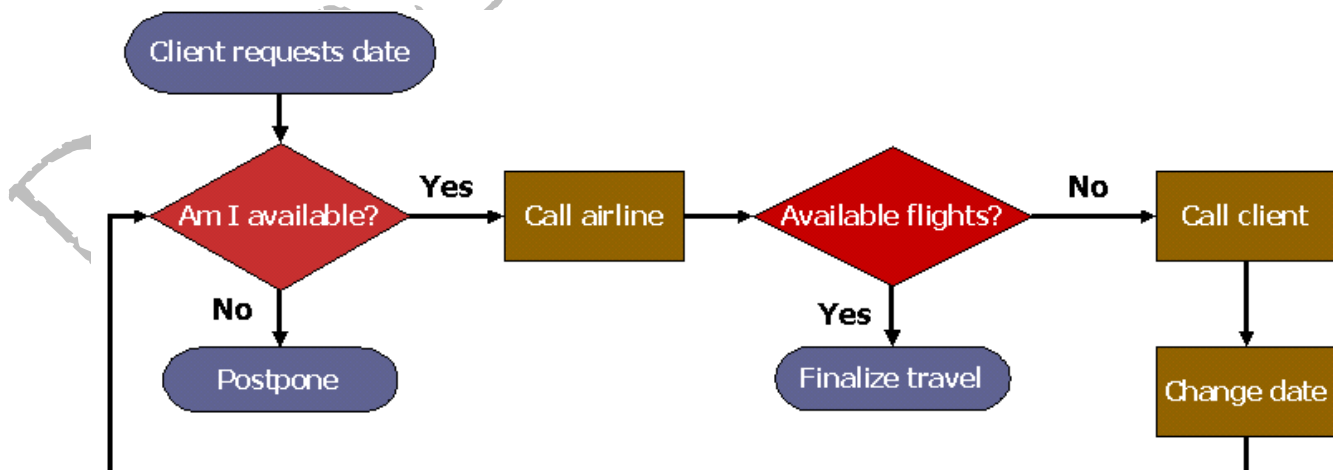 Client requests date
Am I available?
Yes
Call airline
Available flights?
No
Call client
No
Yes
Postpone
Finalize travel
Change date